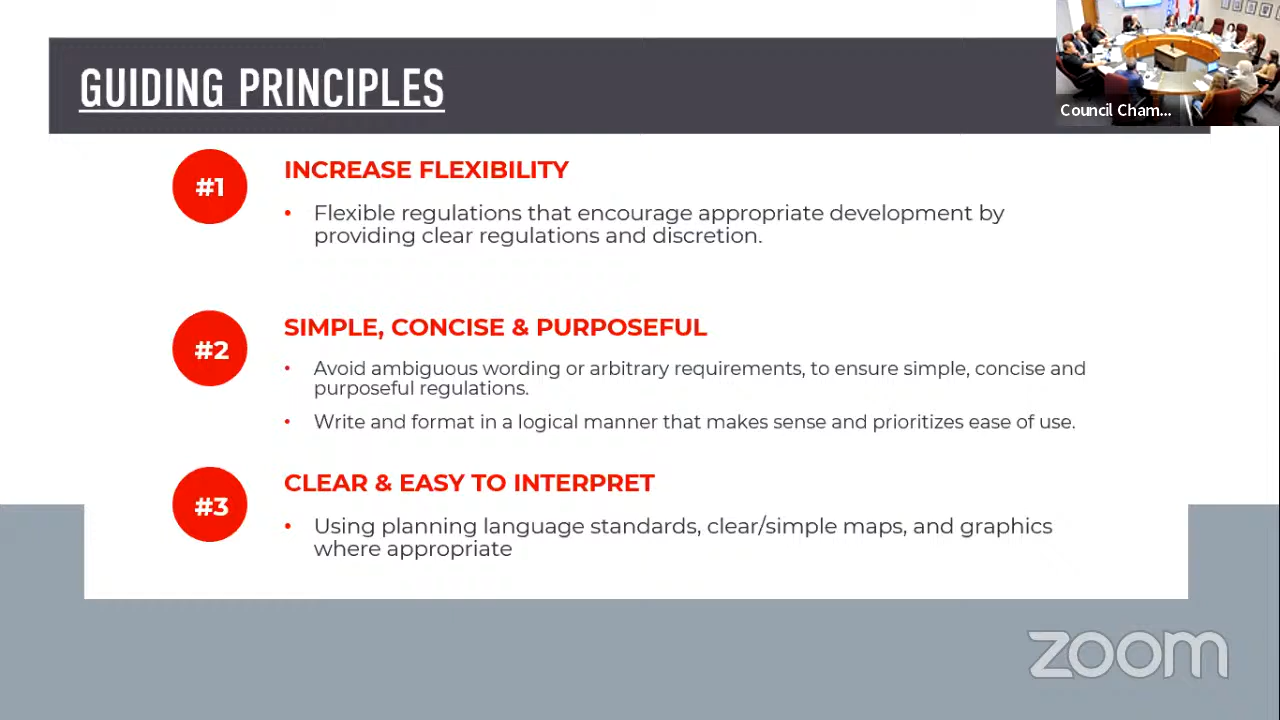 GUIDING PRINCIPLES
Council Cham...
#1
INCREASE FLEXIBILITY
• Flexible regulations that encourage appropriate development by
providing clear regulations and discretion.
#2
SIMPLE, CONCISE & PURPOSEFUL
• Avoid ambiguous wording or arbitrary requirements, to ensure simple, concise and
purposeful regulations.
• Write and format in a logical manner that makes sense and prioritizes ease of use.
#3
CLEAR & EASY TO INTERPRET
• Using planning language standards, clear/simple maps, and graphics
where appropriate
zoom